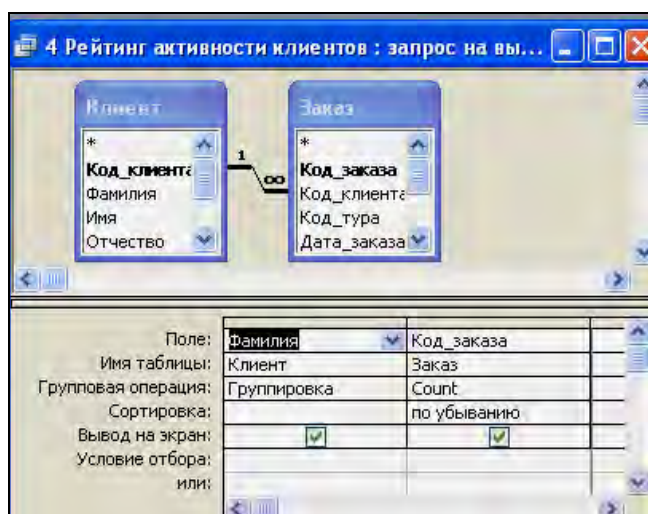 4 Рейтинг активности клиентов : запрос на вы...
Клиент
Заказ
*
Код_клиента
Фамилия
Имя
Отчество
1
∞
*
Код_заказа
Код_клиента
Код_тура
Дата_заказа
Поле: Фамилия Код_заказа
Имя таблицы: Клиент Заказ
Групповая операция: Группировка Count
Сортировка: по убыванию
Вывод на экран:
Условие отбора:
или: